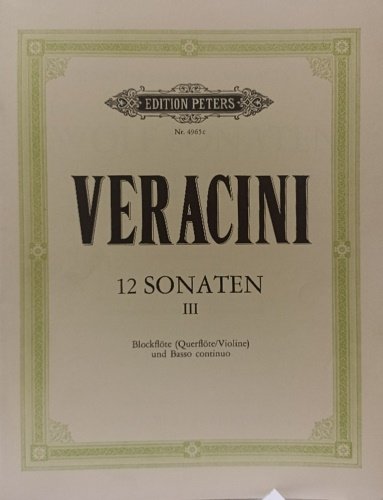 EDITION PETERS
Nr. 4965c
VERACINI
12 SONATEN
III
Blockflöte (Querflöte/Violine)
und Basso continuo